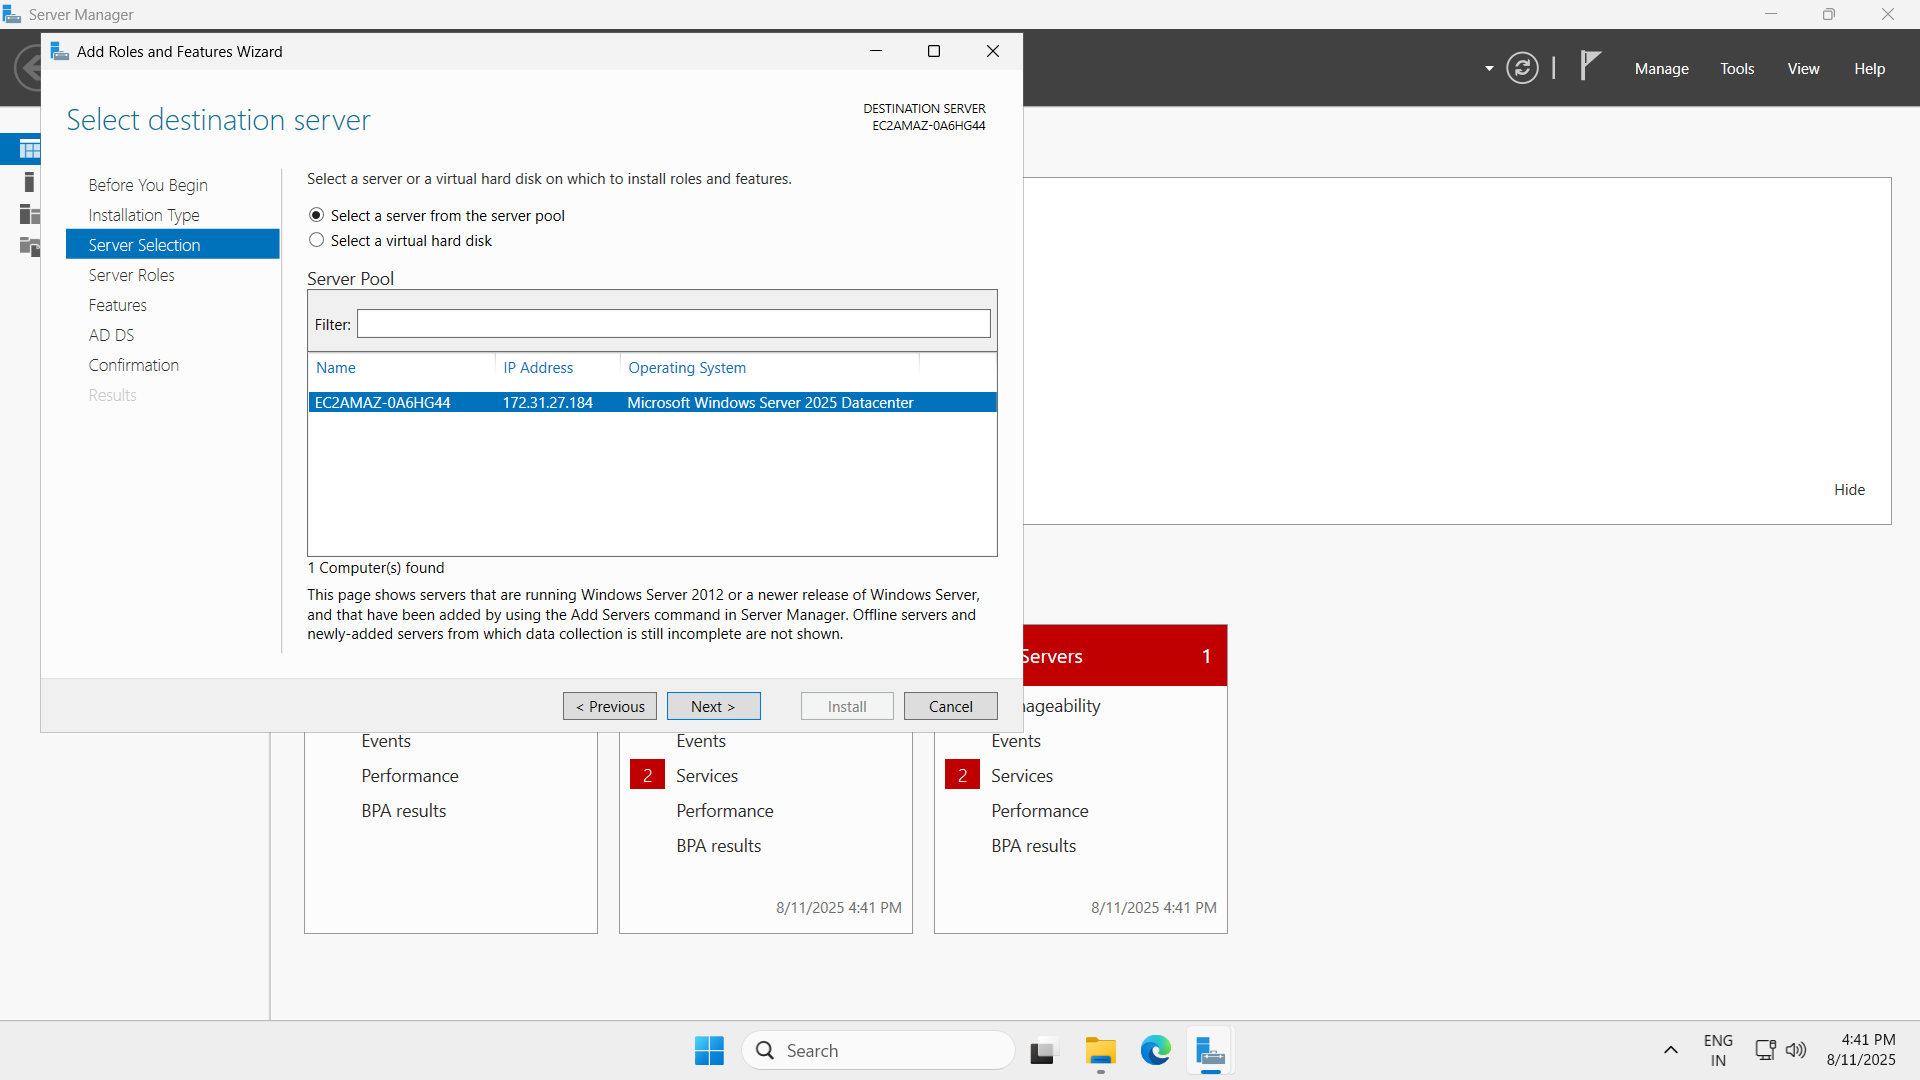 Server Manager
Add Roles and Features Wizard
Manage
Tools
View
Help
Select destination server
DESTINATION SERVER
EC2AMAZ-0A6HG44
Before You Begin
Installation Type
Server Selection
Server Roles
Features
AD DS
Confirmation
Results
Select a server or a virtual hard disk on which to install roles and features.
Select a server from the server pool
Select a virtual hard disk
Server Pool
Filter:
Name IP Address Operating System
EC2AMAZ-0A6HG44 172.31.27.184 Microsoft Windows Server 2025 Datacenter
1 Computer(s) found
This page shows servers that are running Windows Server 2012 or a newer release of Windows Server,
and that have been added by using the Add Servers command in Server Manager. Offline servers and
newly-added servers from which data collection is still incomplete are not shown.
< Previous
Next >
Install
Cancel
Hide
Servers 1
nageability
Events
Performance
BPA results
Events
2 Services
Performance
BPA results
8/11/2025 4:41 PM
Events
2 Services
Performance
BPA results
8/11/2025 4:41 PM
Search
ENG
IN
4:41 PM
8/11/2025